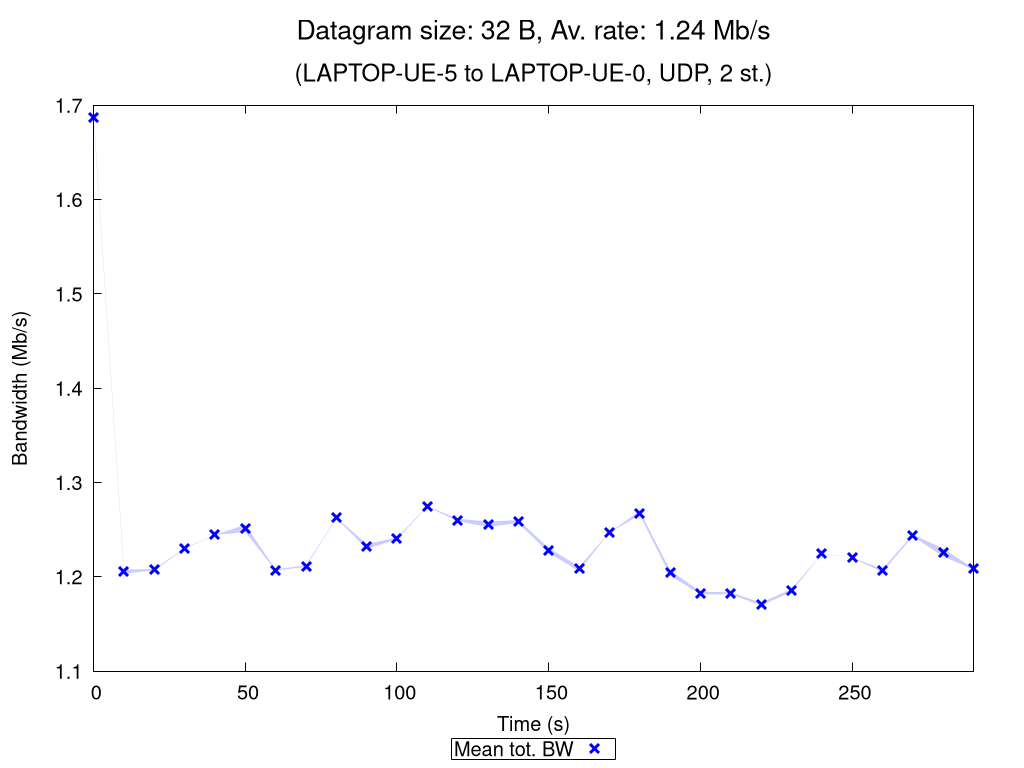 Datagram size: 32 B, Av. rate: 1.24 Mb/s
(LAPTOP-UE-5 to LAPTOP-UE-0, UDP, 2 st.)
1.7
1.6
1.5
1.4
1.3
1.2
1.1
Bandwidth (Mb/s)
0 50 100 150 200 250
Time (s)
Mean tot. BW